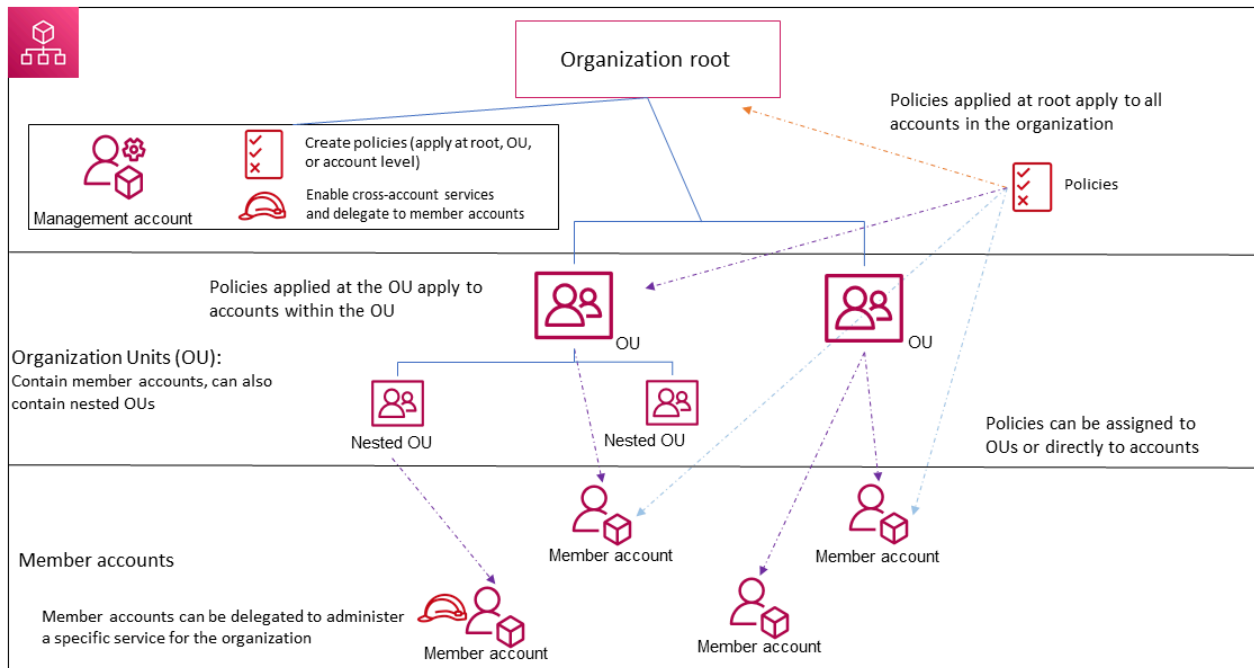 Organization root
Policies applied at root apply to all
accounts in the organization
Create policies (apply at root, OU,
or account level)
Enable cross-account services
and delegate to member accounts
Management account
Policies
Policies applied at the OU apply to
accounts within the OU
OU
OU
Organization Units (OU):
Contain member accounts, can also
contain nested OUs
Nested OU
Nested OU
Policies can be assigned to
OUs or directly to accounts
Member account
Member account
Member accounts
Member accounts can be delegated to administer
a specific service for the organization
Member account
Member account